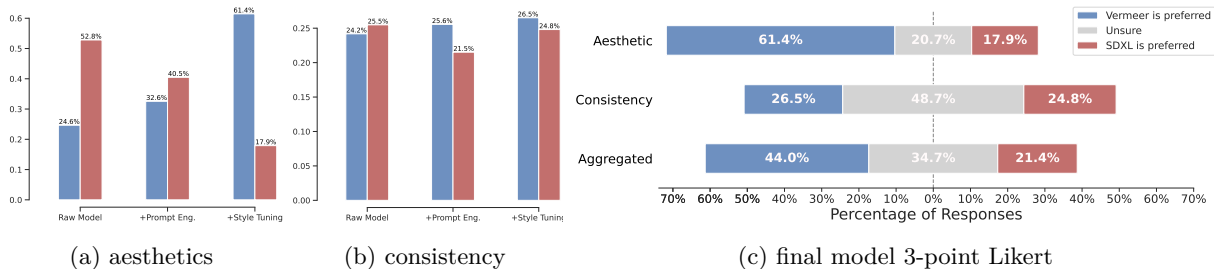 0.6
0.5
0.4
0.3
0.2
0.1
0.0
24.6%
52.8%
32.6%
40.5%
61.4%
17.9%
Raw Model
+Prompt Eng.
+Style Tuning
(a) aesthetics
0.25
0.20
0.15
0.10
0.05
0.00
24.2%
25.5%
25.6%
21.5%
26.5%
24.8%
Raw Model
+Prompt Eng.
+Style Tuning
(b) consistency
Vermeer is preferred
Unsure
SDXL is preferred
Aesthetic 61.4% 20.7% 17.9%
Consistency 26.5% 48.7% 24.8%
Aggregated 44.0% 34.7% 21.4%
70% 60% 50% 40% 30% 20% 10% 0% 10% 20% 30% 40% 50% 60% 70%
Percentage of Responses
(c) final model 3-point Likert